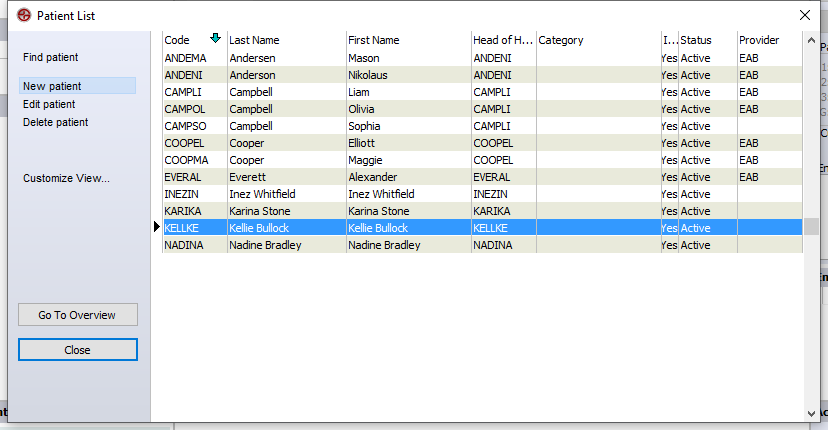 Patient List
Find patient
New patient
Edit patient
Delete patient
Customize View...
Go To Overview
Close
Code Last Name First Name Head of H... Category I... Status Provider
ANDEMA Andersen Mason ANDENI Yes Active EAB
ANDENI Anderson Nikolaus ANDENI Yes Active EAB
CAMPLI Campbell Liam CAMPLI Yes Active EAB
CAMPOL Campbell Olivia CAMPLI Yes Active EAB
CAMPSO Campbell Sophia CAMPLI Yes Active
COOPEL Cooper Elliott COOPEL Yes Active EAB
COOPMA Cooper Maggie COOPEL Yes Active EAB
EVERAL Everett Alexander EVERAL Yes Active EAB
INEZIN Inez Whitfield Inez Whitfield INEZIN Yes Active
KARIKA Karina Stone Karina Stone KARIKA Yes Active
KELLKE Kellie Bullock Kellie Bullock KELLKE Yes Active
NADINA Nadine Bradley Nadine Bradley NADINA Yes Active